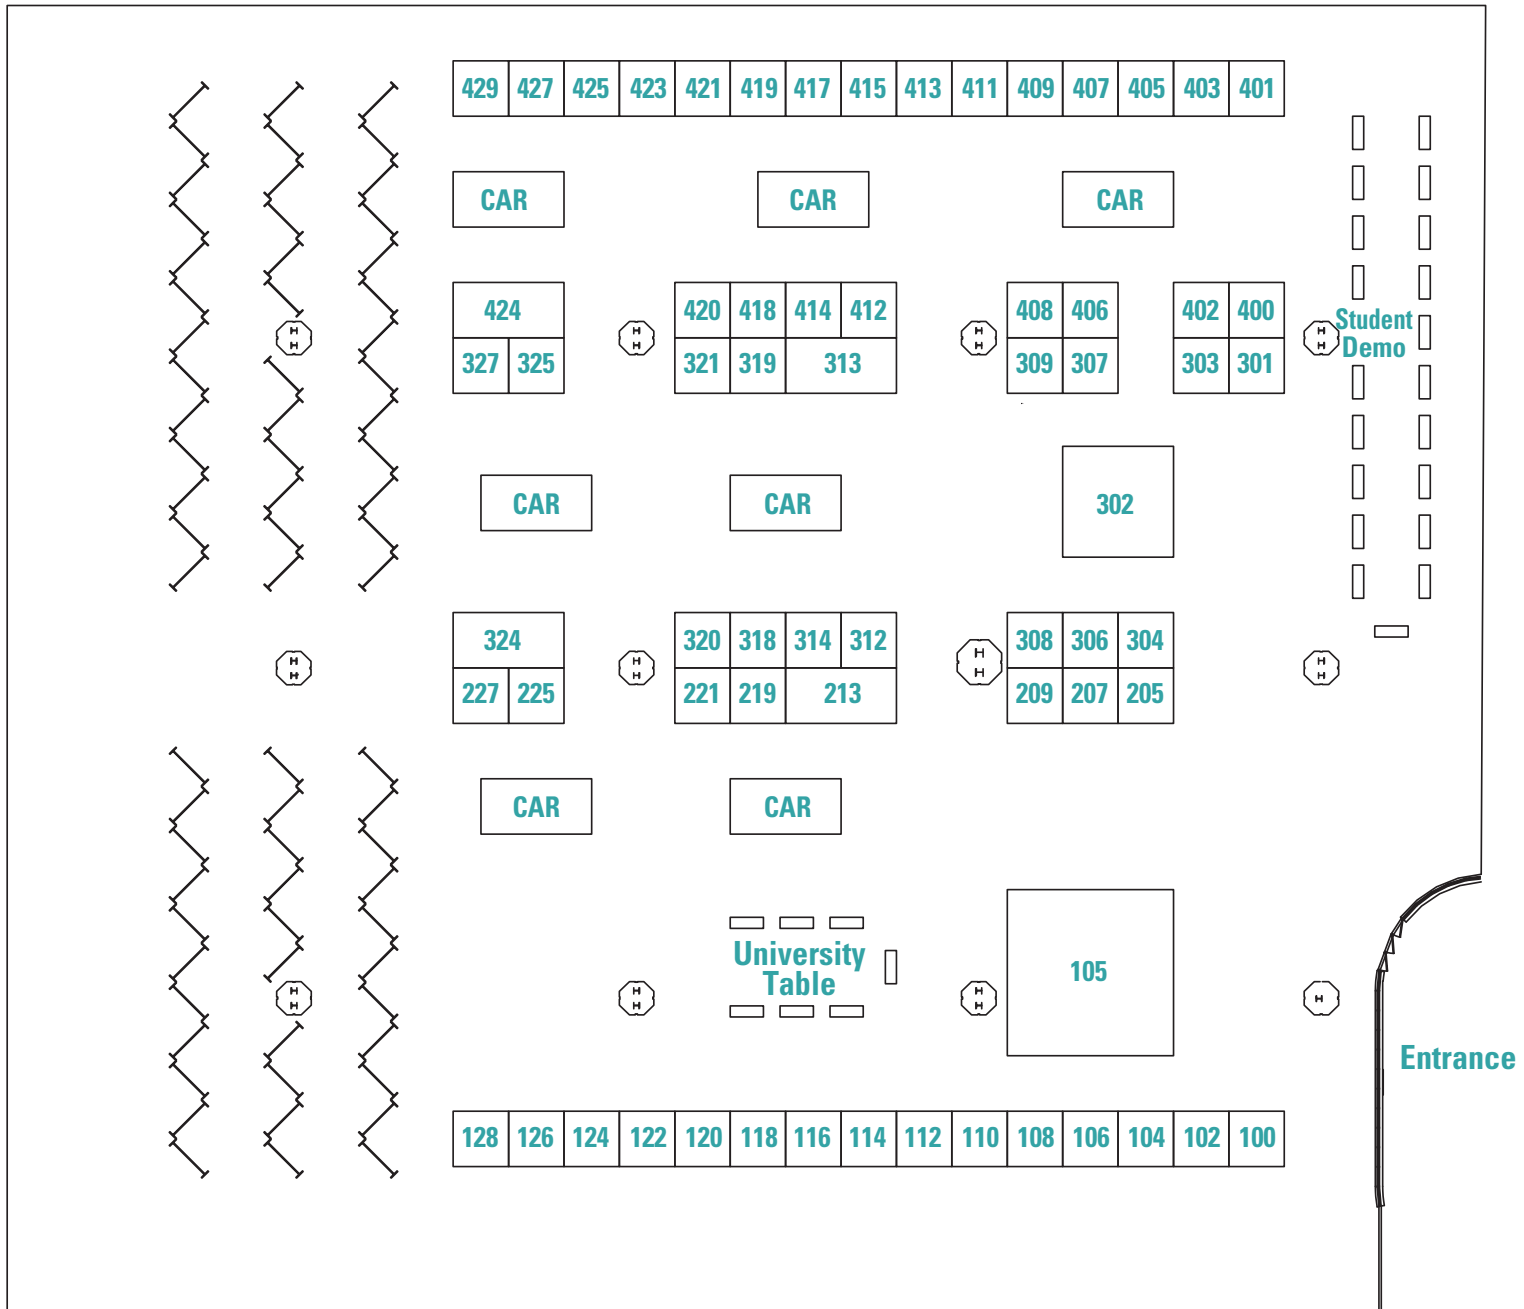 429 427 425 423 421 419 417 415 413 411 409 407 405 403 401
CAR CAR CAR
424 420 418 414 412 408 406 402 400
Student
Demo
327 325 321 319 313 309 307 303 301
CAR CAR 302
324 320 318 314 312 308 306 304
227 225 221 219 213 209 207 205
CAR CAR
University
Table
105
Entrance
128 126 124 122 120 118 116 114 112 110 108 106 104 102 100